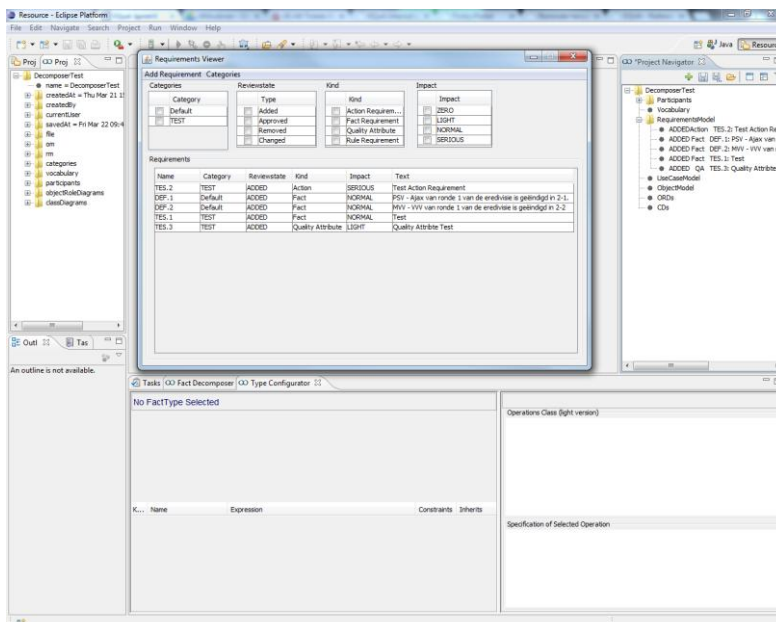 Resource - Eclipse Platform
File Edit Navigate Search Project Run Window Help
Java Resourc
Proj Proj
DecomposerTest
name = DecomposerTest
createdAt = Thu Mar 21 1
createdBy
currentUser
savedAt = Fri Mar 22 09:4
file
om
rm
categories
vocabulary
participants
objectRoleDiagrams
classDiagrams
Requirements Viewer
Add Requirement Categories
Categories Reviewstate Kind Impact
Category Type Kind Impact
Default Added Action Requirem... ZERO
TEST Approved Fact Requirement LIGHT
Removed Quality Attribute NORMAL
Changed Rule Requirement SERIOUS
Requirements
Name Category Reviewstate Kind Impact Text
TES.2 TEST ADDED Action SERIOUS Test Action Requirement
DEF.1 Default ADDED Fact NORMAL PSV - Ajax van ronde 1 van de eredivisie is geëindigd in 2-1.
DEF.2 Default ADDED Fact NORMAL MVV - VVV van ronde 1 van de eredivisie is geëindigd in 2-2
TES.1 TEST ADDED Fact NORMAL Test
TES.3 TEST ADDED Quality Attribute LIGHT Quality Attribte Test
*Project Navigator
DecomposerTest
Participants
Vocabulary
RequirementsModel
ADDEDAction TES.2: Test Action Re
ADDED Fact DEF.1: PSV - Ajax van
ADDED Fact DEF.2: MVV - VVV van
ADDED Fact TES.1: Test
ADDED QA TES.3: Quality Attribte
UseCaseModel
ObjectModel
ORDs
CDs
Outl Tas
An outline is not available.
Tasks Fact Decomposer Type Configurator
No FactType Selected
Operations Class (light version)
K... Name Expression Constraints Inherits
Specification of Selected Operation